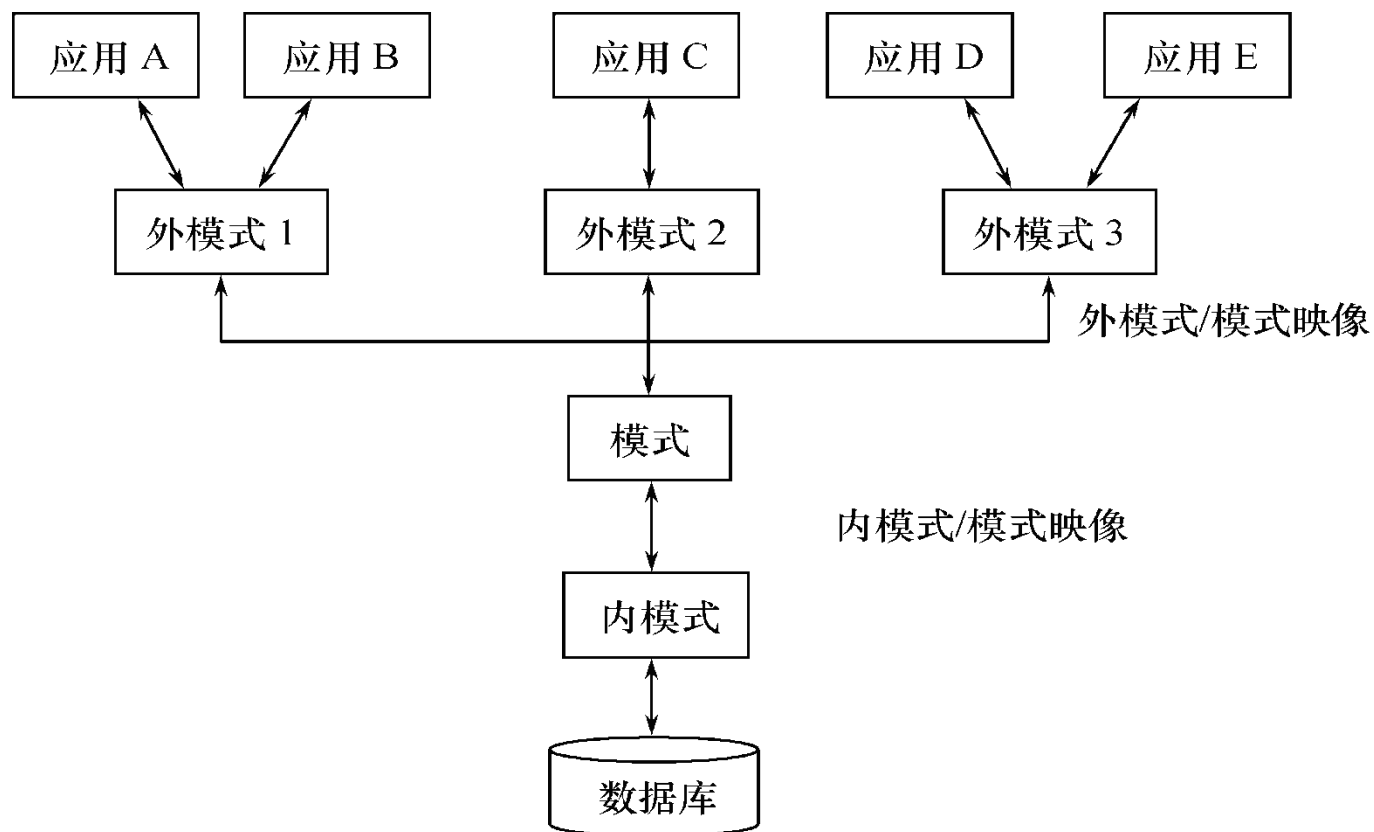 应用 A
应用 B
应用 C
应用 D
应用 E
外模式 1
外模式 2
外模式 3
外模式/模式映像
模式
内模式/模式映像
内模式
数据库